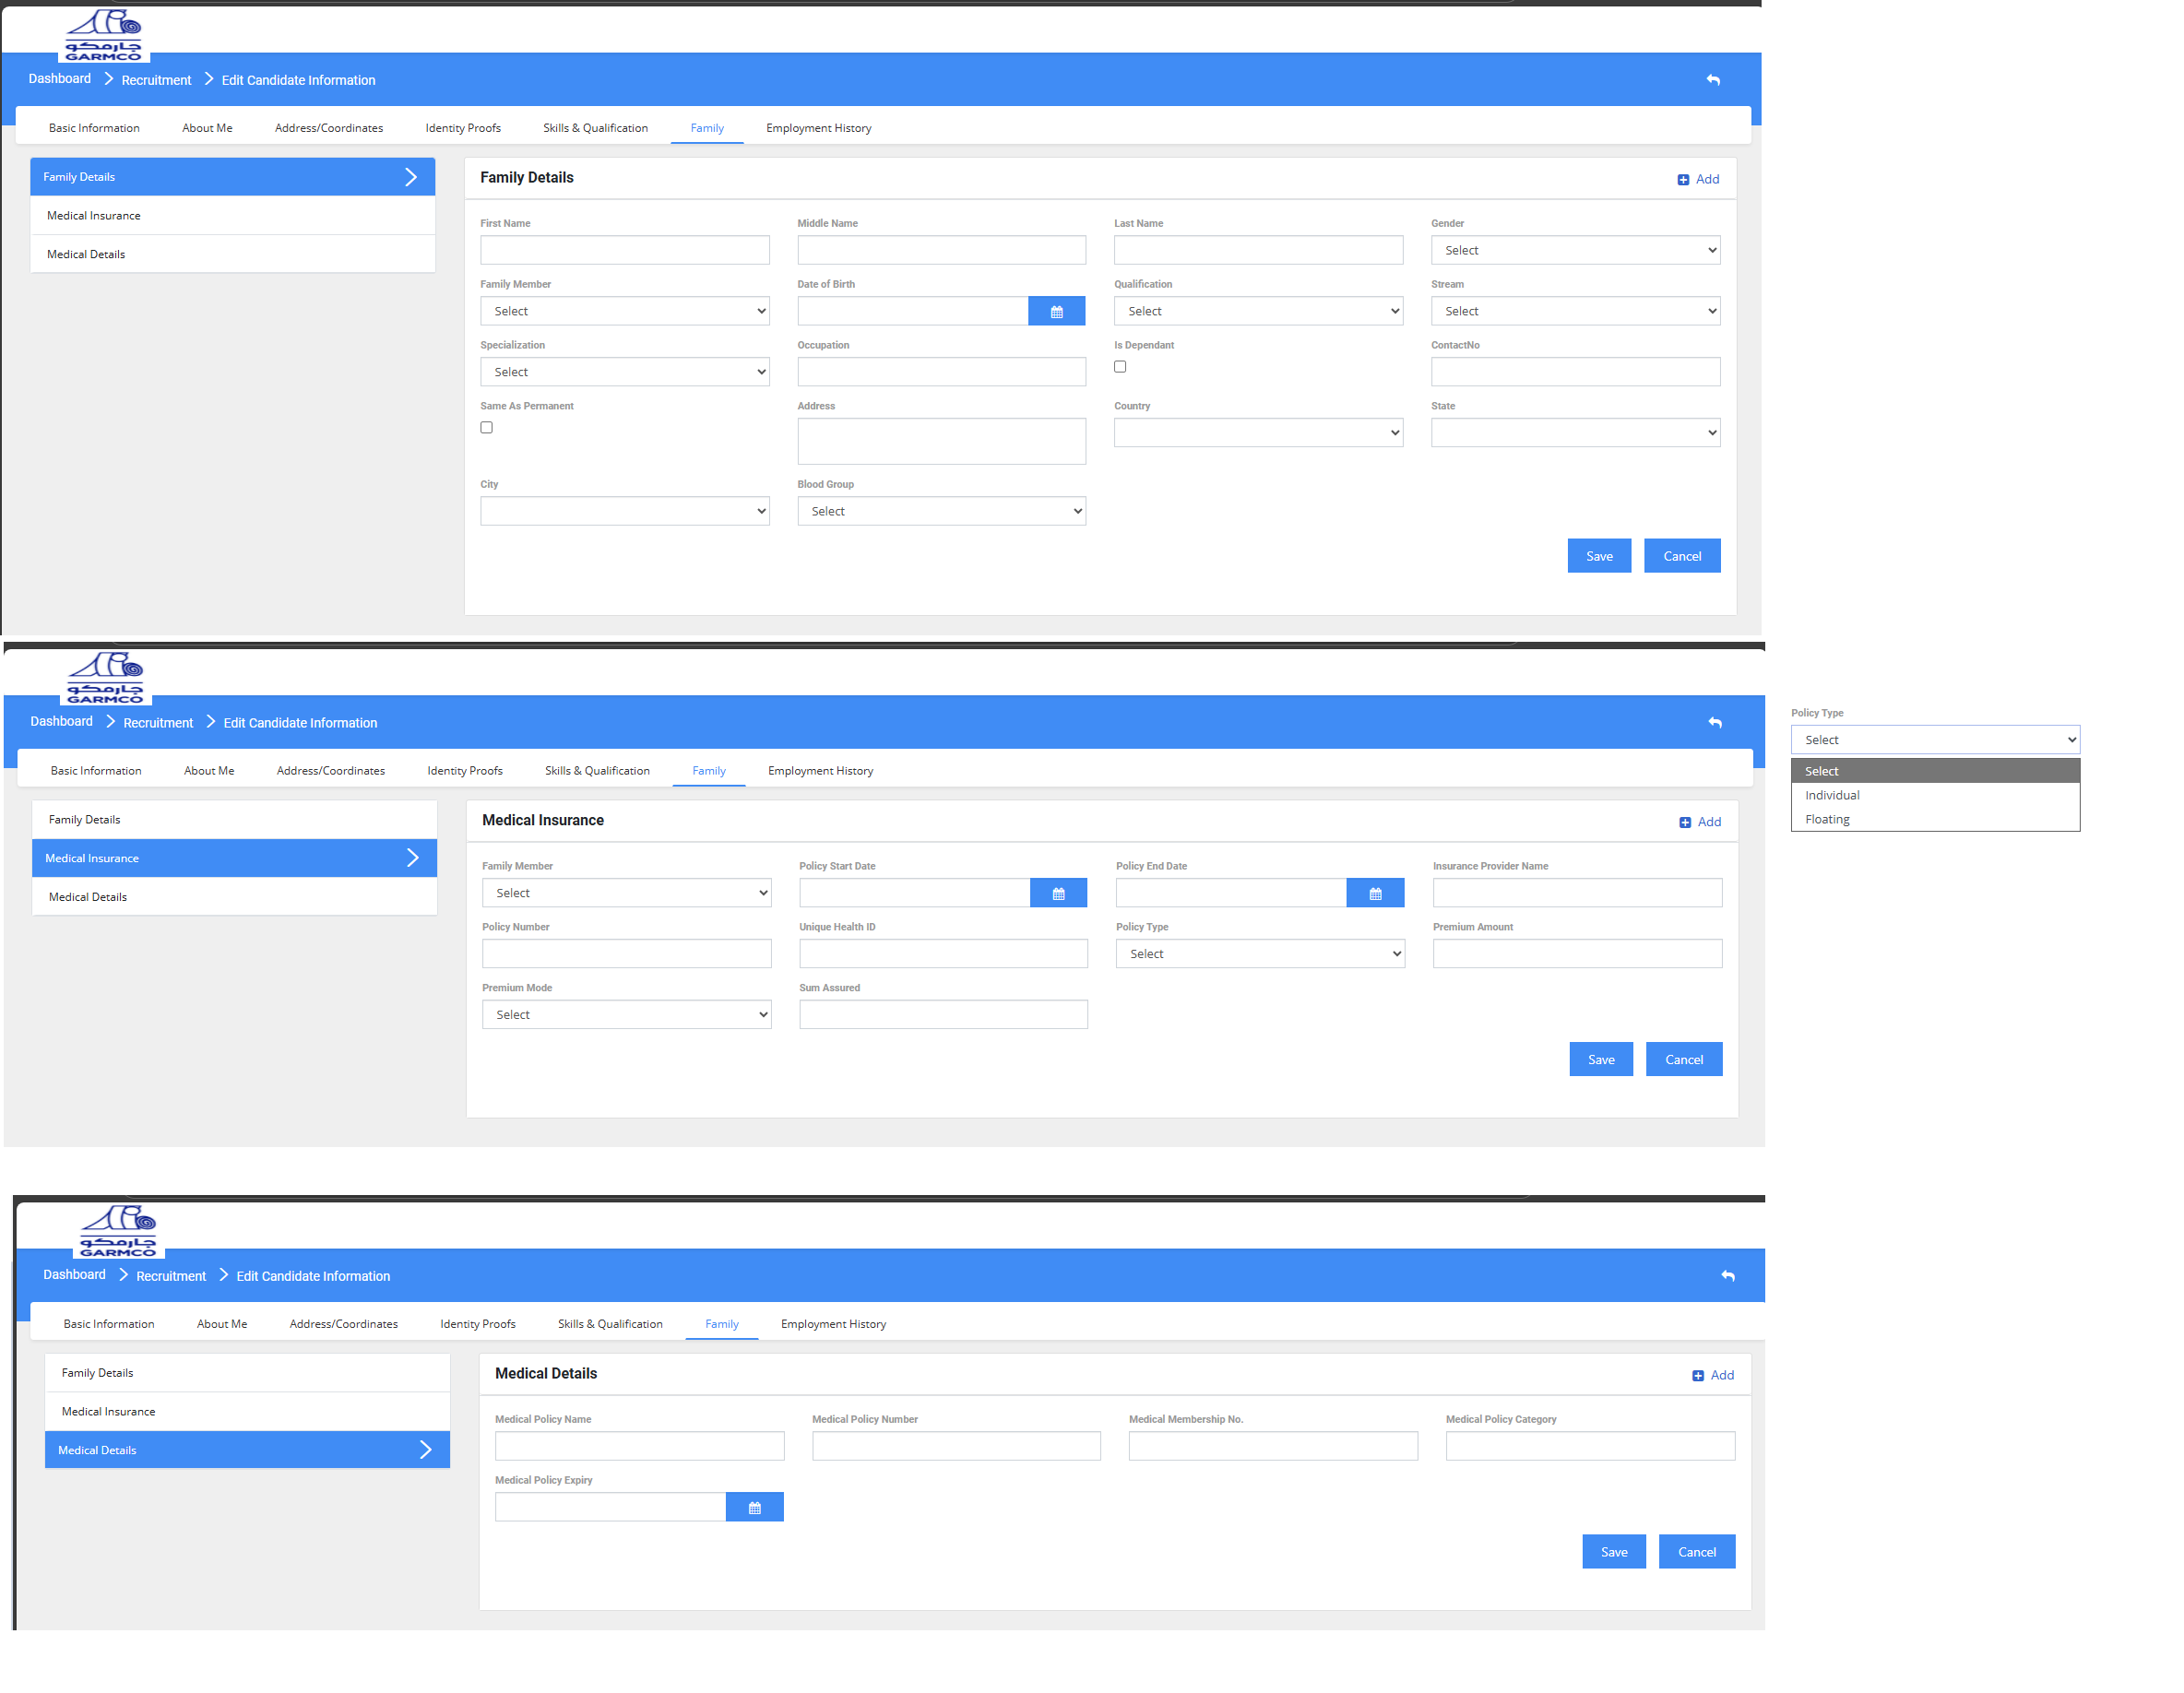 جارمكو
GARMCO
Dashboard > Recruitment > Edit Candidate Information
Basic Information About Me Address/Coordinates Identity Proofs Skills & Qualification Family Employment History
Family Details
Medical Insurance
Medical Details
Family Details Add
First Name Middle Name Last Name Gender
Select
Family Member Date of Birth Qualification Stream
Select Select Select
Specialization Occupation Is Dependant ContactNo
Select
Same As Permanent Address Country State
City Blood Group
Select
Save Cancel
جارمكو
GARMCO
Dashboard > Recruitment > Edit Candidate Information
Basic Information About Me Address/Coordinates Identity Proofs Skills & Qualification Family Employment History
Family Details
Medical Insurance
Medical Details
Medical Insurance Add
Family Member Policy Start Date Policy End Date Insurance Provider Name
Select
Policy Number Unique Health ID Policy Type Premium Amount
Select
Premium Mode Sum Assured
Select
Save Cancel
Policy Type
Select
Select
Individual
Floating
جارمكو
GARMCO
Dashboard > Recruitment > Edit Candidate Information
Basic Information About Me Address/Coordinates Identity Proofs Skills & Qualification Family Employment History
Family Details
Medical Insurance
Medical Details
Medical Details Add
Medical Policy Name Medical Policy Number Medical Membership No. Medical Policy Category
Medical Policy Expiry
Save Cancel